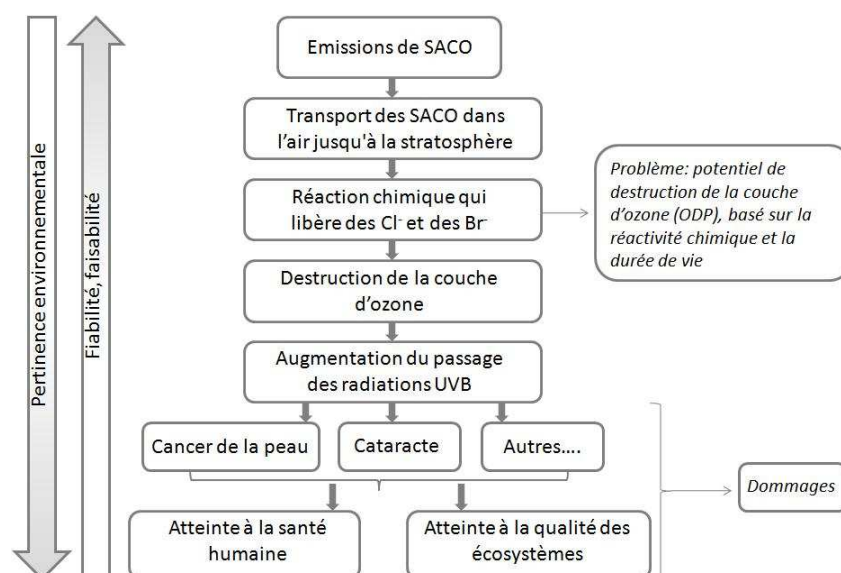 Pertinence environnementale
Fiabilité, faisabilité
Emissions de SACO
Transport des SACO dans
l’air jusqu'à la stratosphère
Réaction chimique qui
libère des Cl⁻ et des Br⁻
Problème: potentiel de
destruction de la couche
d’ozone (ODP), basé sur la
réactivité chimique et la
durée de vie
Destruction de la couche
d’ozone
Augmentation du passage
des radiations UVB
Cancer de la peau
Cataracte
Autres....
Dommages
Atteinte à la santé
humaine
Atteinte à la qualité des
écosystèmes